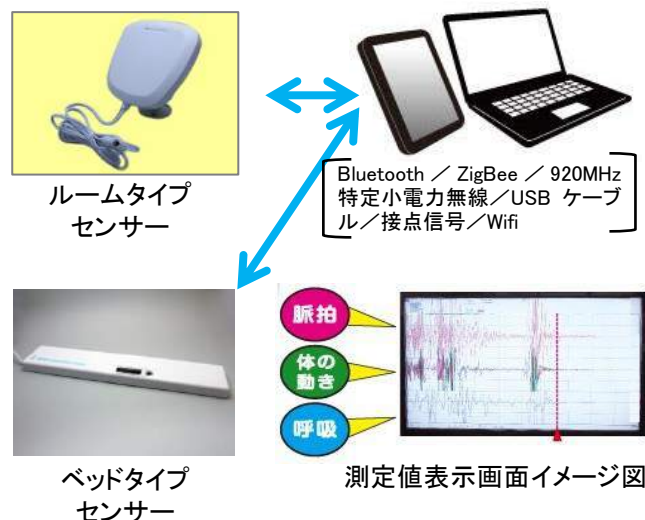 ルームタイプ
センサー
Bluetooth ／ ZigBee ／ 920MHz
特定小電力無線／USB ケーブ
ル／接点信号／Wifi
ベッドタイプ
センサー
脈拍
体の
動き
呼吸
測定値表示画面イメージ図